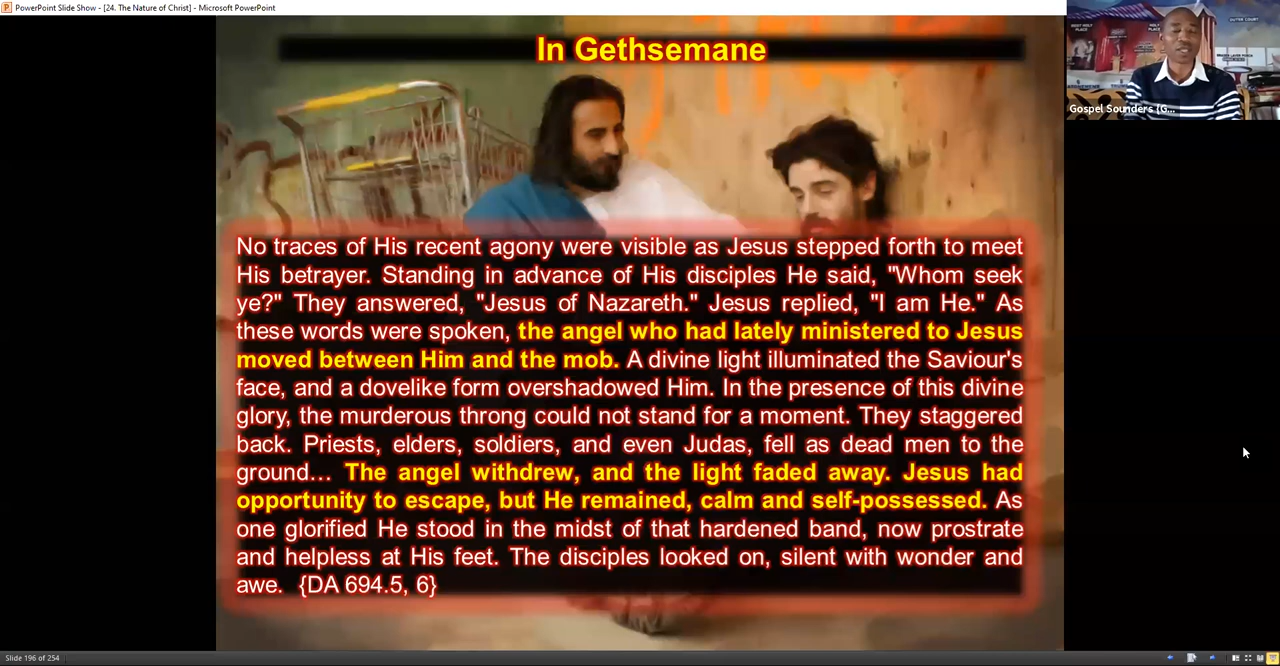 PowerPoint Slide Show - [24. The Nature of Christ] - Microsoft PowerPoint
In Gethsemane
No traces of His recent agony were visible as Jesus stepped forth to meet
His betrayer. Standing in advance of His disciples He said, "Whom seek
ye?" They answered, "Jesus of Nazareth." Jesus replied, "I am He." As
these words were spoken, the angel who had lately ministered to Jesus
moved between Him and the mob. A divine light illuminated the Saviour's
face, and a dovelike form overshadowed Him. In the presence of this divine
glory, the murderous throng could not stand for a moment. They staggered
back. Priests, elders, soldiers, and even Judas, fell as dead men to the
ground… The angel withdrew, and the light faded away. Jesus had
opportunity to escape, but He remained, calm and self-possessed. As
one glorified He stood in the midst of that hardened band, now prostrate
and helpless at His feet. The disciples looked on, silent with wonder and
awe. {DA 694.5, 6}
OUTER COURT
HOLY
PLACE
Gospel Sounders (G...
Slide 196 of 254